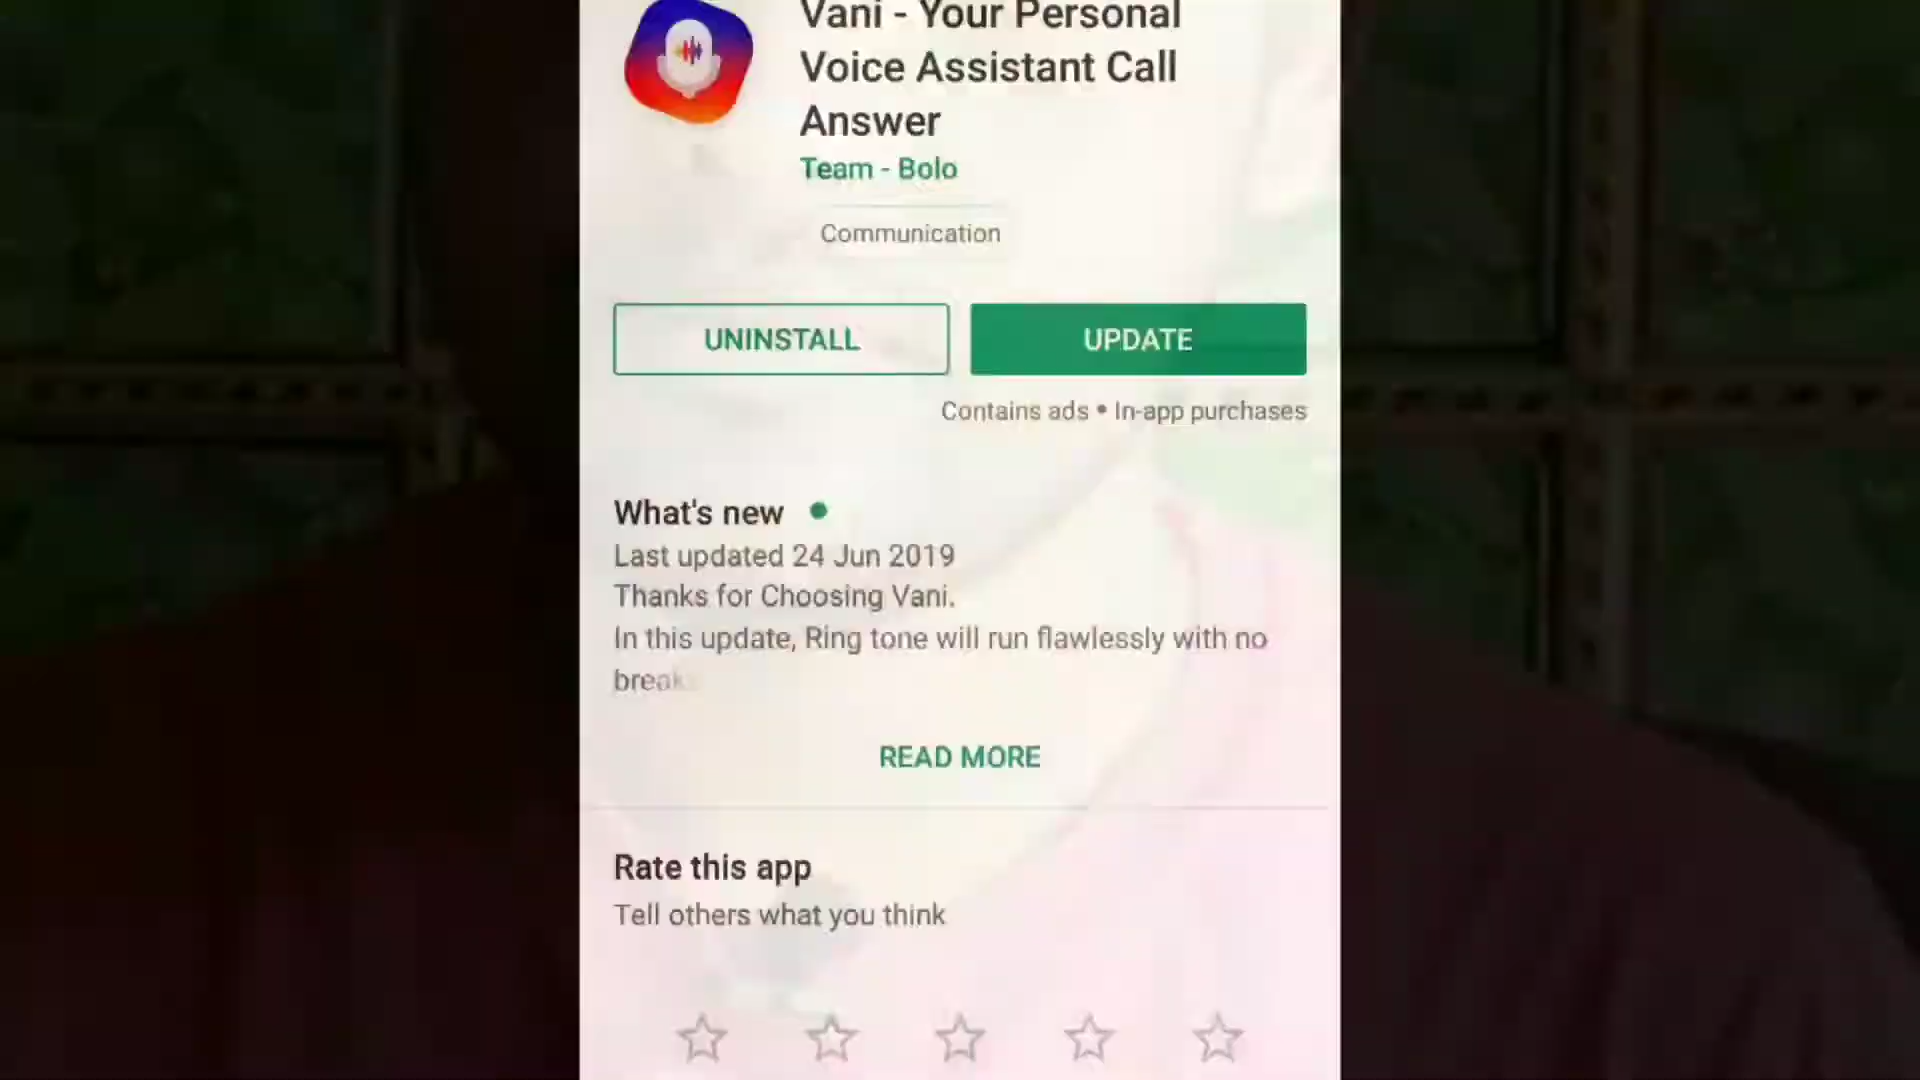 Vani - Your Personal
Voice Assistant Call
Answer
Team - Bolo
Communication
UNINSTALL
UPDATE
Contains ads • In-app purchases
What's new
Last updated 24 Jun 2019
Thanks for Choosing Vani.
In this update, Ring tone will run flawlessly with no
READ MORE
Rate this app
Tell others what you think